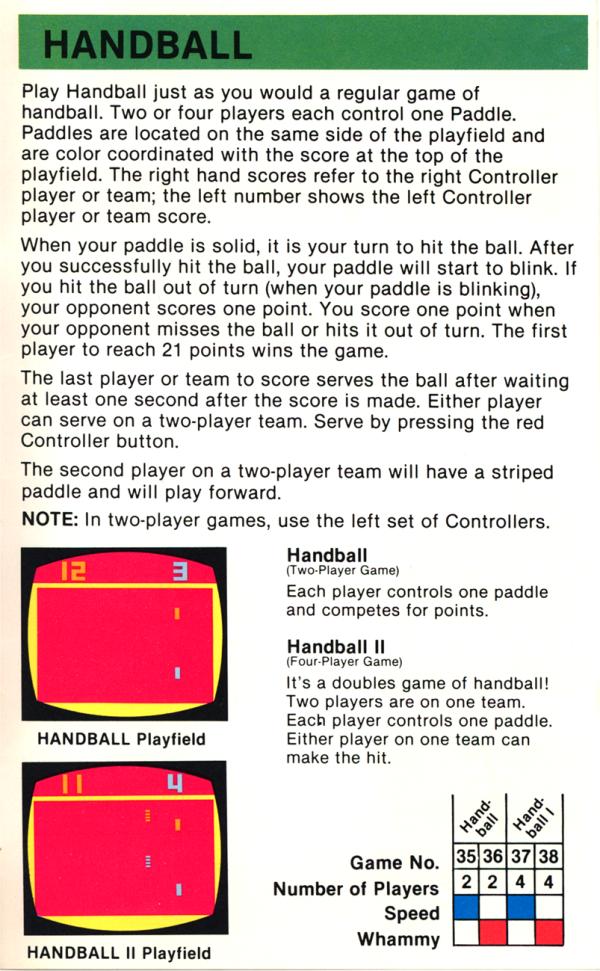 HANDBALL
Play Handball just as you would a regular game of
handball. Two or four players each control one Paddle.
Paddles are located on the same side of the playfield and
are color coordinated with the score at the top of the
playfield. The right hand scores refer to the right Controller
player or team; the left number shows the left Controller
player or team score.
When your paddle is solid, it is your turn to hit the ball. After
you successfully hit the ball, your paddle will start to blink. If
you hit the ball out of turn (when your paddle is blinking),
your opponent scores one point. You score one point when
your opponent misses the ball or hits it out of turn. The first
player to reach 21 points wins the game.
The last player or team to score serves the ball after waiting
at least one second after the score is made. Either player
can serve on a two-player team. Serve by pressing the red
Controller button.
The second player on a two-player team will have a striped
paddle and will play forward.
NOTE: In two-player games, use the left set of Controllers.
12 3
HANDBALL Playfield
Handball
(Two-Player Game)
Each player controls one paddle
and competes for points.
Handball II
(Four-Player Game)
It's a doubles game of handball!
Two players are on one team.
Each player controls one paddle.
Either player on one team can
make the hit.
11 4
HANDBALL II Playfield
Hand-
ball
Hand-
ball I
Game No. 35 36 37 38
Number of Players 2 2 4 4
Speed
Whammy